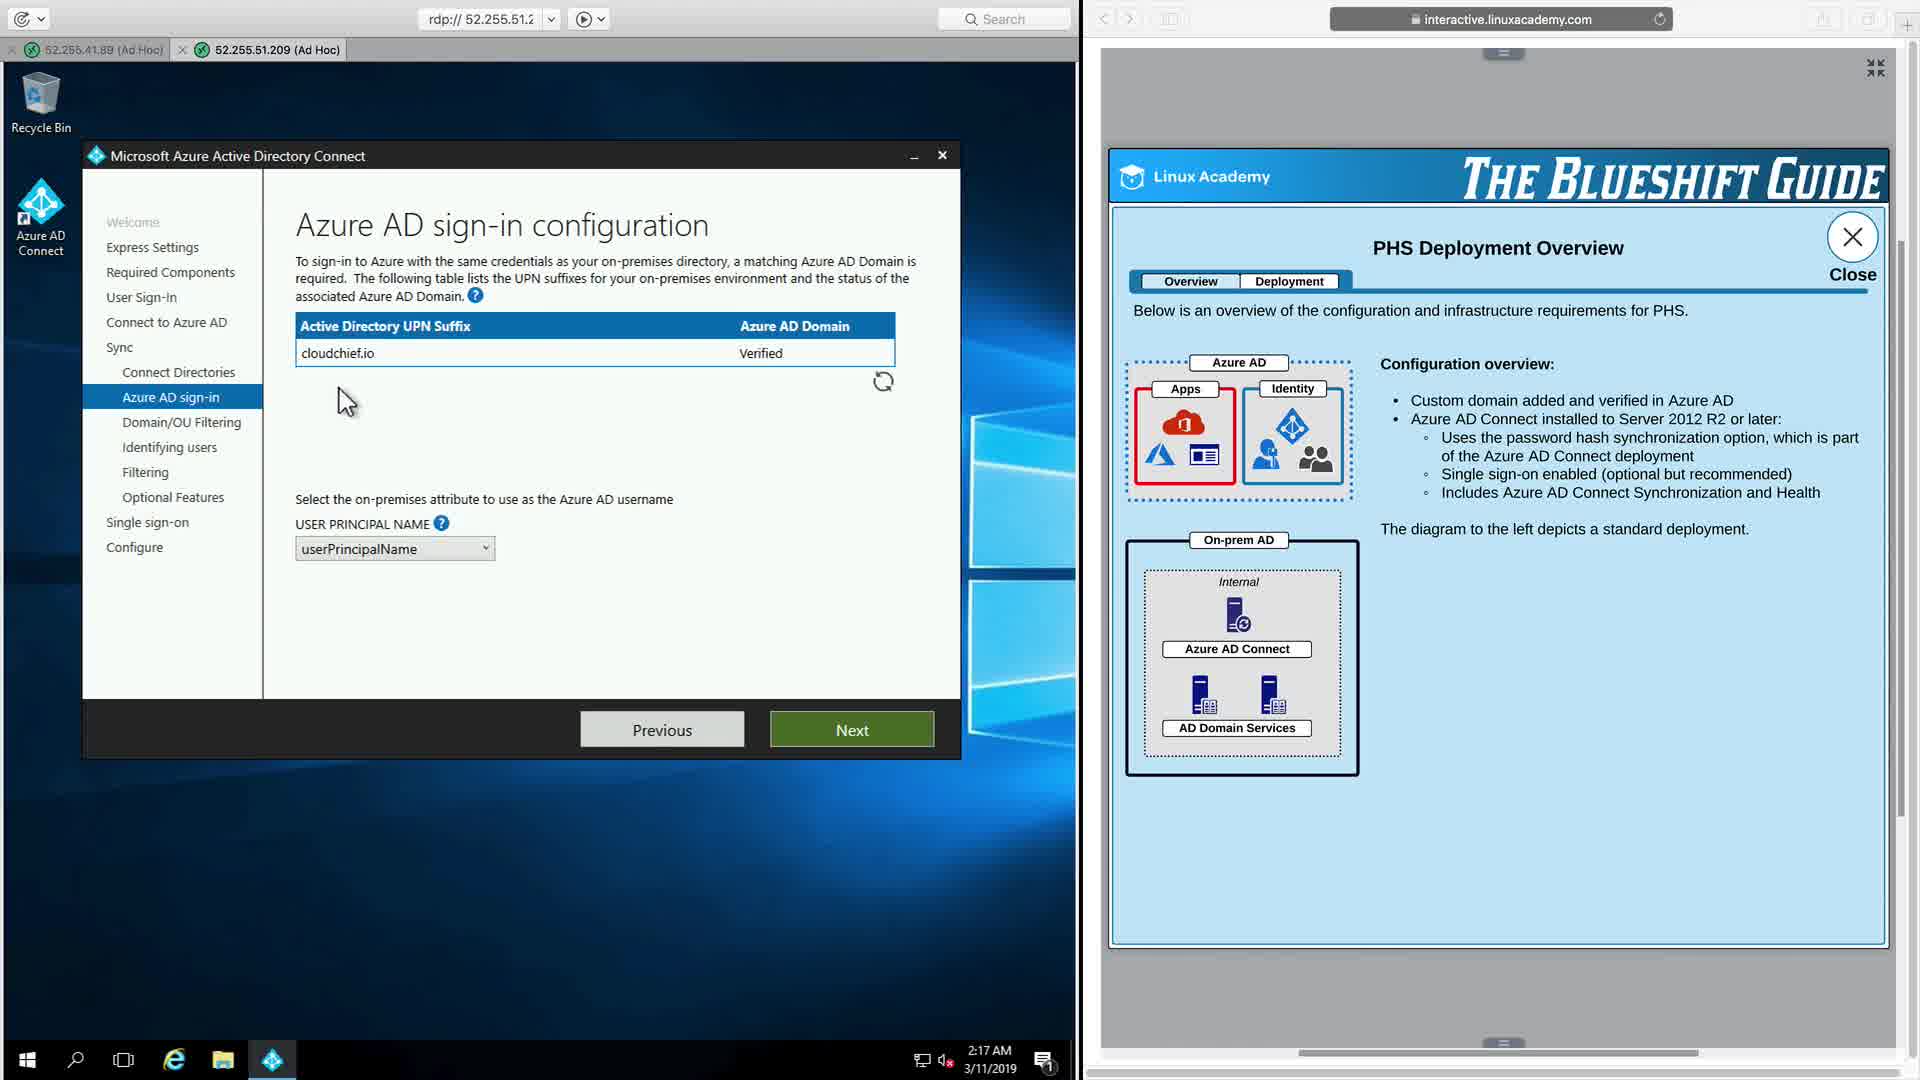 rdp:// 52.255.51.2
Search
52.255.41.89 (Ad Hoc)
52.255.51.209 (Ad Hoc)
Recycle Bin
Azure AD
Connect
Microsoft Azure Active Directory Connect
Welcome
Express Settings
Required Components
User Sign-In
Connect to Azure AD
Sync
Connect Directories
Azure AD sign-in
Domain/OU Filtering
Identifying users
Filtering
Optional Features
Single sign-on
Configure
Azure AD sign-in configuration
To sign-in to Azure with the same credentials as your on-premises directory, a matching Azure AD Domain is
required. The following table lists the UPN suffixes for your on-premises environment and the status of the
associated Azure AD Domain. ?
Active Directory UPN Suffix Azure AD Domain
cloudchief.io Verified
Select the on-premises attribute to use as the Azure AD username
USER PRINCIPAL NAME ?
userPrincipalName
Previous
Next
2:17 AM
3/11/2019
1
interactive.linuxacademy.com
Linux Academy
THE BLUESHIFT GUIDE
PHS Deployment Overview
Close
Overview
Deployment
Below is an overview of the configuration and infrastructure requirements for PHS.
Azure AD
Apps
Identity
On-prem AD
Internal
Azure AD Connect
AD Domain Services
Configuration overview:
• Custom domain added and verified in Azure AD
• Azure AD Connect installed to Server 2012 R2 or later:
◦ Uses the password hash synchronization option, which is part
of the Azure AD Connect deployment
◦ Single sign-on enabled (optional but recommended)
◦ Includes Azure AD Connect Synchronization and Health
The diagram to the left depicts a standard deployment.